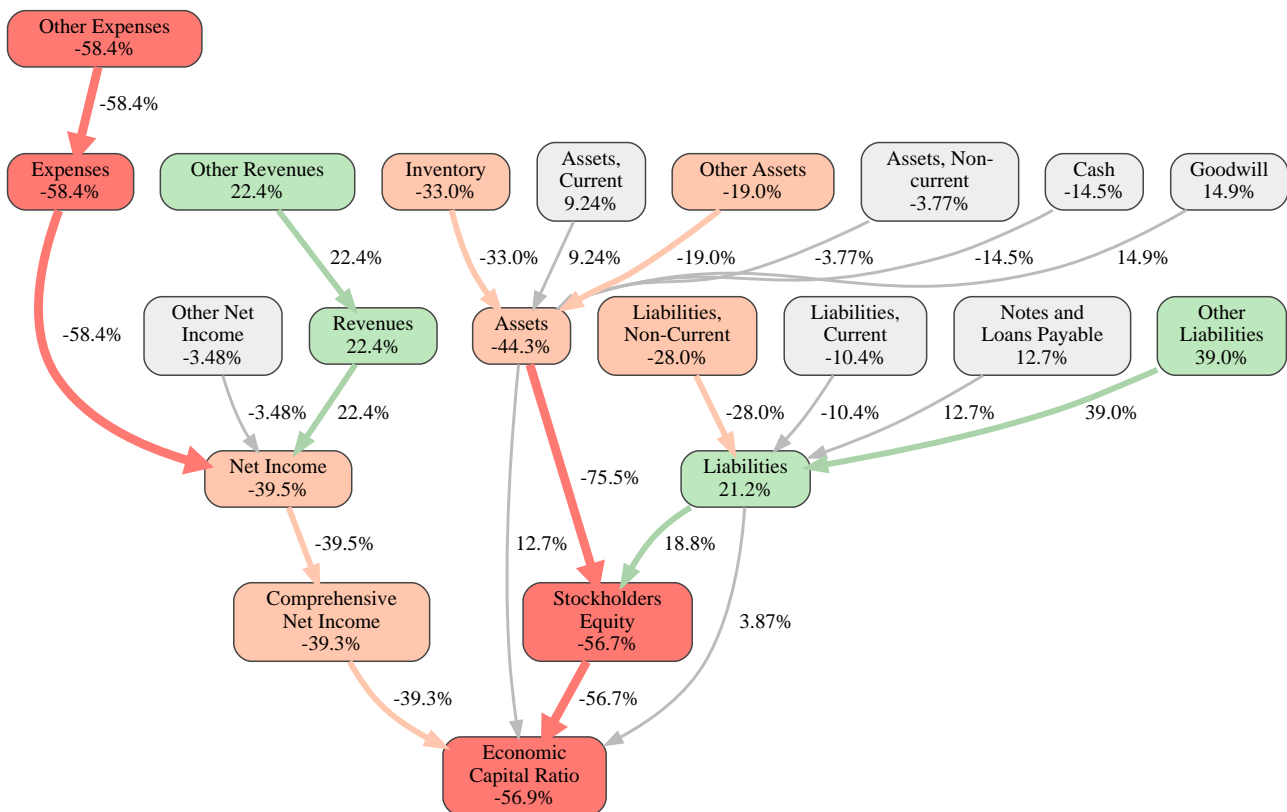 Other Expenses
-58.4%
-58.4%
Expenses
-58.4%
Other Revenues
22.4%
Inventory
-33.0%
Assets,
Current
9.24%
Other Assets
-19.0%
Assets, Non-
current
-3.77%
Cash
-14.5%
Goodwill
14.9%
22.4%
-33.0%
9.24%
-19.0%
-3.77%
-14.5%
14.9%
-58.4%
Other Net
Income
-3.48%
Revenues
22.4%
Assets
-44.3%
Liabilities,
Non-Current
-28.0%
Liabilities,
Current
-10.4%
Notes and
Loans Payable
12.7%
Other
Liabilities
39.0%
-3.48%
22.4%
-28.0%
-10.4%
12.7%
39.0%
Net Income
-39.5%
-75.5%
Liabilities
21.2%
-39.5%
12.7%
18.8%
Comprehensive
Net Income
-39.3%
Stockholders
Equity
-56.7%
3.87%
-39.3%
-56.7%
Economic
Capital Ratio
-56.9%